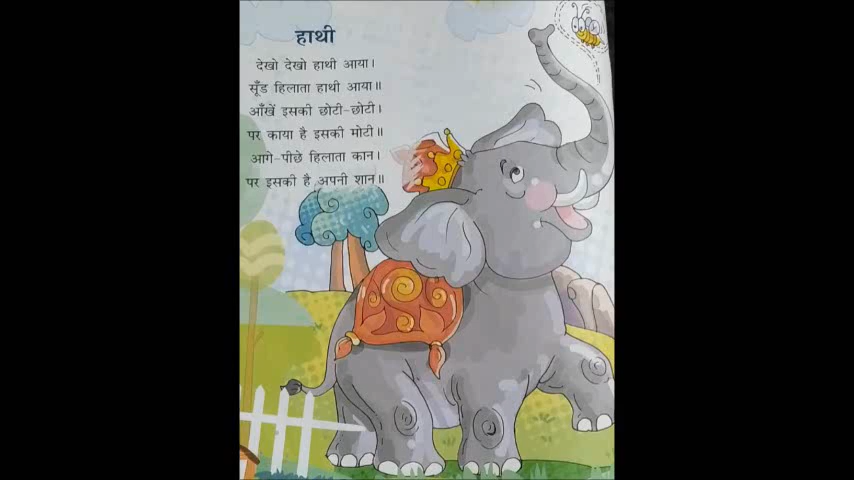 हाथी
देखो देखो हाथी आया।
सूँड हिलाता हाथी आया॥
आँखें इसकी छोटी-छोटी।
पर काया है इसकी मोटी॥
आगे-पीछे हिलाता कान।
पर इसकी है अपनी शान॥